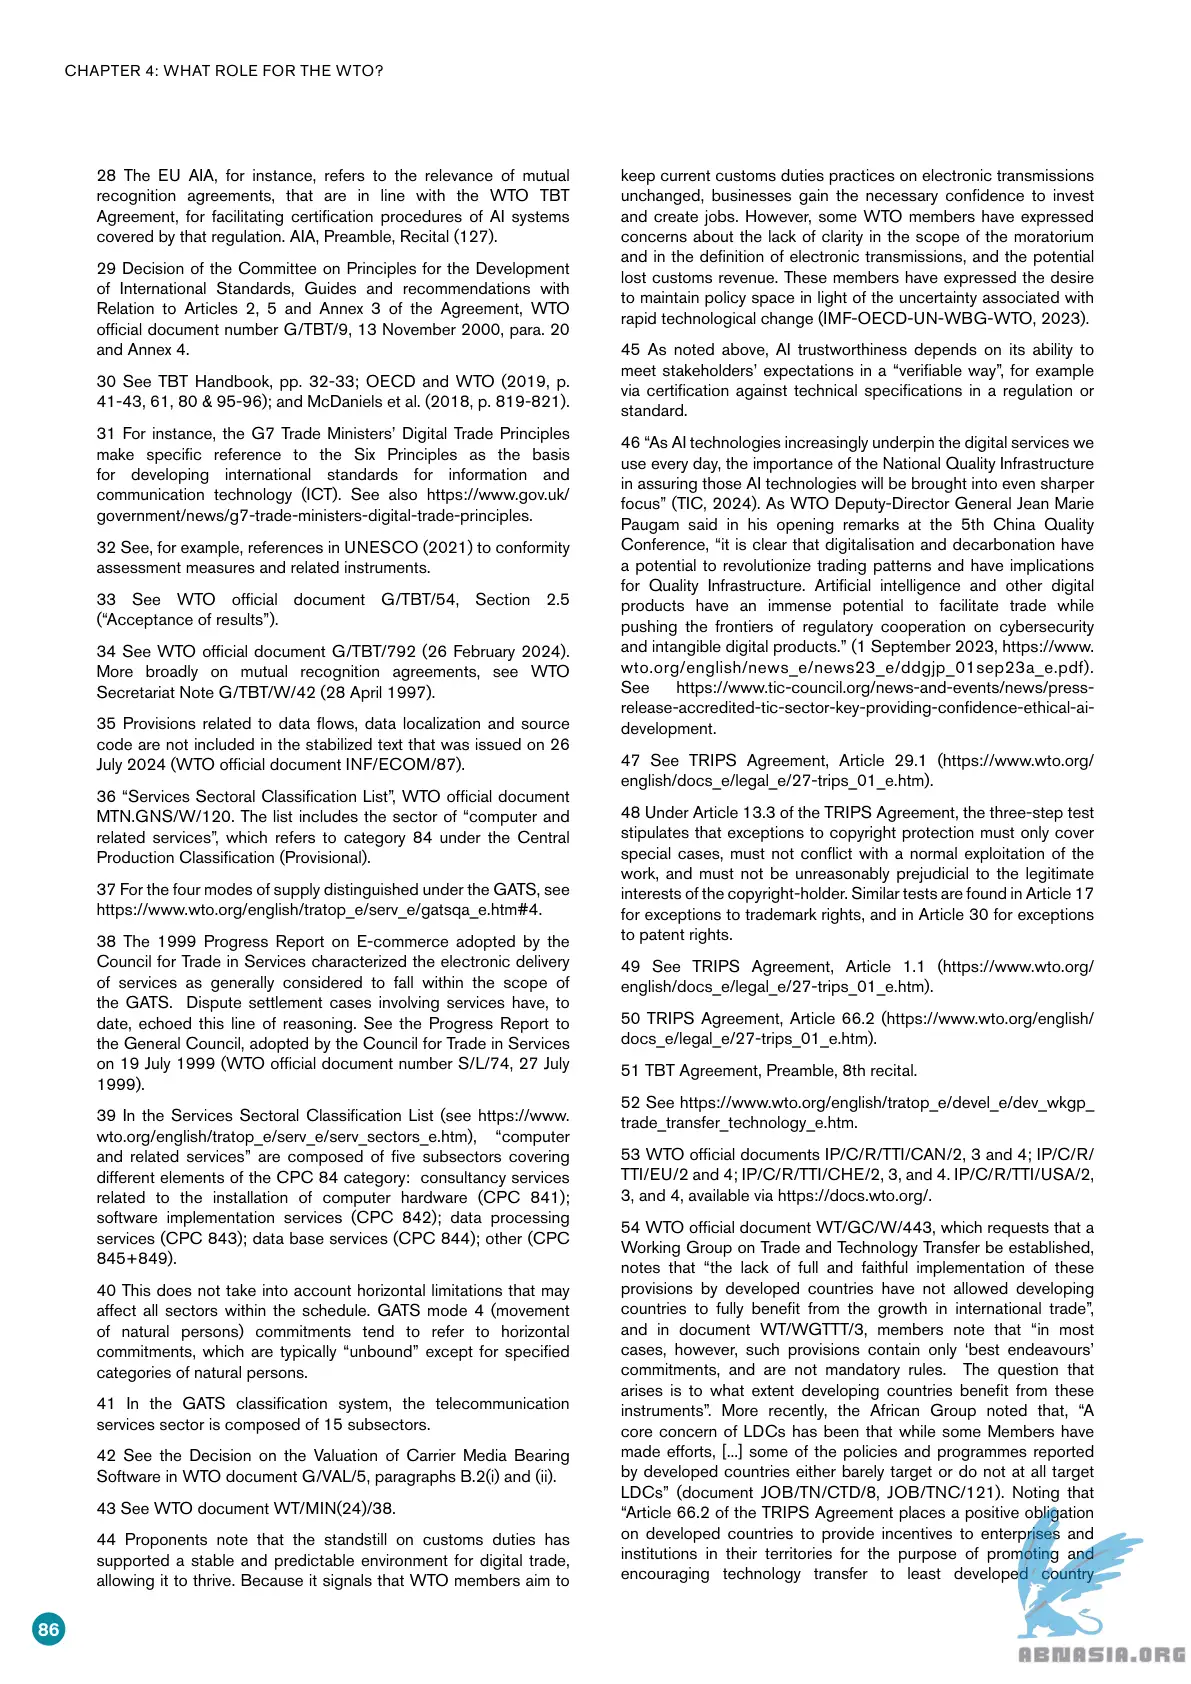 CHAPTER 4: WHAT ROLE FOR THE WTO?
28 The EU AIA, for instance, refers to the relevance of mutual
recognition agreements, that are in line with the WTO TBT
Agreement, for facilitating certification procedures of AI systems
covered by that regulation. AIA, Preamble, Recital (127).
29 Decision of the Committee on Principles for the Development
of International Standards, Guides and recommendations with
Relation to Articles 2, 5 and Annex 3 of the Agreement, WTO
official document number G/TBT/9, 13 November 2000, para. 20
and Annex 4.
30 See TBT Handbook, pp. 32-33; OECD and WTO (2019, p.
41-43, 61, 80 & 95-96); and McDaniels et al. (2018, p. 819-821).
31 For instance, the G7 Trade Ministers’ Digital Trade Principles
make specific reference to the Six Principles as the basis
for developing international standards for information and
communication technology (ICT). See also https://www.gov.uk/
government/news/g7-trade-ministers-digital-trade-principles.
32 See, for example, references in UNESCO (2021) to conformity
assessment measures and related instruments.
33 See WTO official document G/TBT/54, Section 2.5
(“Acceptance of results”).
34 See WTO official document G/TBT/792 (26 February 2024).
More broadly on mutual recognition agreements, see WTO
Secretariat Note G/TBT/W/42 (28 April 1997).
35 Provisions related to data flows, data localization and source
code are not included in the stabilized text that was issued on 26
July 2024 (WTO official document INF/ECOM/87).
36 “Services Sectoral Classification List”, WTO official document
MTN.GNS/W/120. The list includes the sector of “computer and
related services”, which refers to category 84 under the Central
Production Classification (Provisional).
37 For the four modes of supply distinguished under the GATS, see
https://www.wto.org/english/tratop_e/serv_e/gatsqa_e.htm#4.
38 The 1999 Progress Report on E-commerce adopted by the
Council for Trade in Services characterized the electronic delivery
of services as generally considered to fall within the scope of
the GATS. Dispute settlement cases involving services have, to
date, echoed this line of reasoning. See the Progress Report to
the General Council, adopted by the Council for Trade in Services
on 19 July 1999 (WTO official document number S/L/74, 27 July
1999).
39 In the Services Sectoral Classification List (see https://www.
wto.org/english/tratop_e/serv_e/serv_sectors_e.htm), “computer
and related services” are composed of five subsectors covering
different elements of the CPC 84 category: consultancy services
related to the installation of computer hardware (CPC 841);
software implementation services (CPC 842); data processing
services (CPC 843); data base services (CPC 844); other (CPC
845+849).
40 This does not take into account horizontal limitations that may
affect all sectors within the schedule. GATS mode 4 (movement
of natural persons) commitments tend to refer to horizontal
commitments, which are typically “unbound” except for specified
categories of natural persons.
41 In the GATS classification system, the telecommunication
services sector is composed of 15 subsectors.
42 See the Decision on the Valuation of Carrier Media Bearing
Software in WTO document G/VAL/5, paragraphs B.2(i) and (ii).
43 See WTO document WT/MIN(24)/38.
44 Proponents note that the standstill on customs duties has
supported a stable and predictable environment for digital trade,
allowing it to thrive. Because it signals that WTO members aim to
keep current customs duties practices on electronic transmissions
unchanged, businesses gain the necessary confidence to invest
and create jobs. However, some WTO members have expressed
concerns about the lack of clarity in the scope of the moratorium
and in the definition of electronic transmissions, and the potential
lost customs revenue. These members have expressed the desire
to maintain policy space in light of the uncertainty associated with
rapid technological change (IMF-OECD-UN-WBG-WTO, 2023).
45 As noted above, AI trustworthiness depends on its ability to
meet stakeholders’ expectations in a “verifiable way”, for example
via certification against technical specifications in a regulation or
standard.
46 “As AI technologies increasingly underpin the digital services we
use every day, the importance of the National Quality Infrastructure
in assuring those AI technologies will be brought into even sharper
focus” (TIC, 2024). As WTO Deputy-Director General Jean Marie
Paugam said in his opening remarks at the 5th China Quality
Conference, “it is clear that digitalisation and decarbonation have
a potential to revolutionize trading patterns and have implications
for Quality Infrastructure. Artificial intelligence and other digital
products have an immense potential to facilitate trade while
pushing the frontiers of regulatory cooperation on cybersecurity
and intangible digital products.” (1 September 2023, https://www.
wto.org/english/news_e/news23_e/ddgjp_01sep23a_e.pdf).
See https://www.tic-council.org/news-and-events/news/press-
release-accredited-tic-sector-key-providing-confidence-ethical-ai-
development.
47 See TRIPS Agreement, Article 29.1 (https://www.wto.org/
english/docs_e/legal_e/27-trips_01_e.htm).
48 Under Article 13.3 of the TRIPS Agreement, the three-step test
stipulates that exceptions to copyright protection must only cover
special cases, must not conflict with a normal exploitation of the
work, and must not be unreasonably prejudicial to the legitimate
interests of the copyright-holder. Similar tests are found in Article 17
for exceptions to trademark rights, and in Article 30 for exceptions
to patent rights.
49 See TRIPS Agreement, Article 1.1 (https://www.wto.org/
english/docs_e/legal_e/27-trips_01_e.htm).
50 TRIPS Agreement, Article 66.2 (https://www.wto.org/english/
docs_e/legal_e/27-trips_01_e.htm).
51 TBT Agreement, Preamble, 8th recital.
52 See https://www.wto.org/english/tratop_e/devel_e/dev_wkgp_
trade_transfer_technology_e.htm.
53 WTO official documents IP/C/R/TTI/CAN/2, 3 and 4; IP/C/R/
TTI/EU/2 and 4; IP/C/R/TTI/CHE/2, 3, and 4. IP/C/R/TTI/USA/2,
3, and 4, available via https://docs.wto.org/.
54 WTO official document WT/GC/W/443, which requests that a
Working Group on Trade and Technology Transfer be established,
notes that “the lack of full and faithful implementation of these
provisions by developed countries have not allowed developing
countries to fully benefit from the growth in international trade”,
and in document WT/WGTTT/3, members note that “in most
cases, however, such provisions contain only ‘best endeavours’
commitments, and are not mandatory rules. The question that
arises is to what extent developing countries benefit from these
instruments”. More recently, the African Group noted that, “A
core concern of LDCs has been that while some Members have
made efforts, [...] some of the policies and programmes reported
by developed countries either barely target or do not at all target
LDCs” (document JOB/TN/CTD/8, JOB/TNC/121). Noting that
“Article 66.2 of the TRIPS Agreement places a positive obligation
on developed countries to provide incentives to enterprises and
institutions in their territories for the purpose of promoting and
encouraging technology transfer to least developed country
86
ABNASIA.ORG